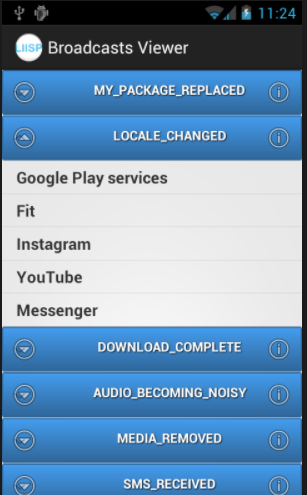 11:24
LIISP Broadcasts Viewer
MY_PACKAGE_REPLACED
LOCALE_CHANGED
Google Play services
Fit
Instagram
YouTube
Messenger
DOWNLOAD_COMPLETE
AUDIO_BECOMING_NOISY
MEDIA_REMOVED
SMS_RECEIVED